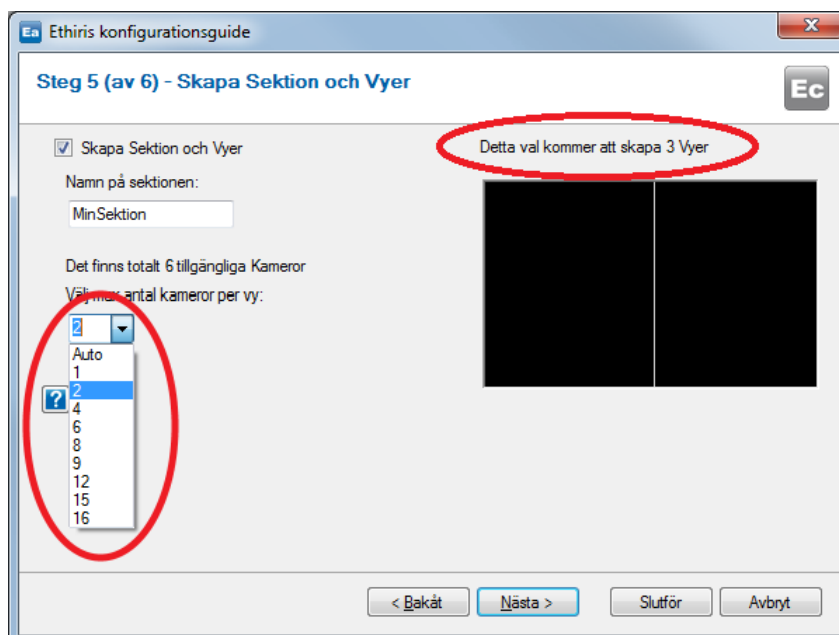 Ea Ethiris konfigurationsguide
Steg 5 (av 6) - Skapa Sektion och Vyer
Ec
Skapa Sektion och Vyer
Detta val kommer att skapa 3 Vyer
Namn på sektionen:
MinSektion
Det finns totalt 6 tillgängliga Kameror
Välj max antal kameror per vy:
2
Auto
1
2
?
4
6
8
9
12
15
16
< Bakåt
Nästa >
Slutför
Avbryt